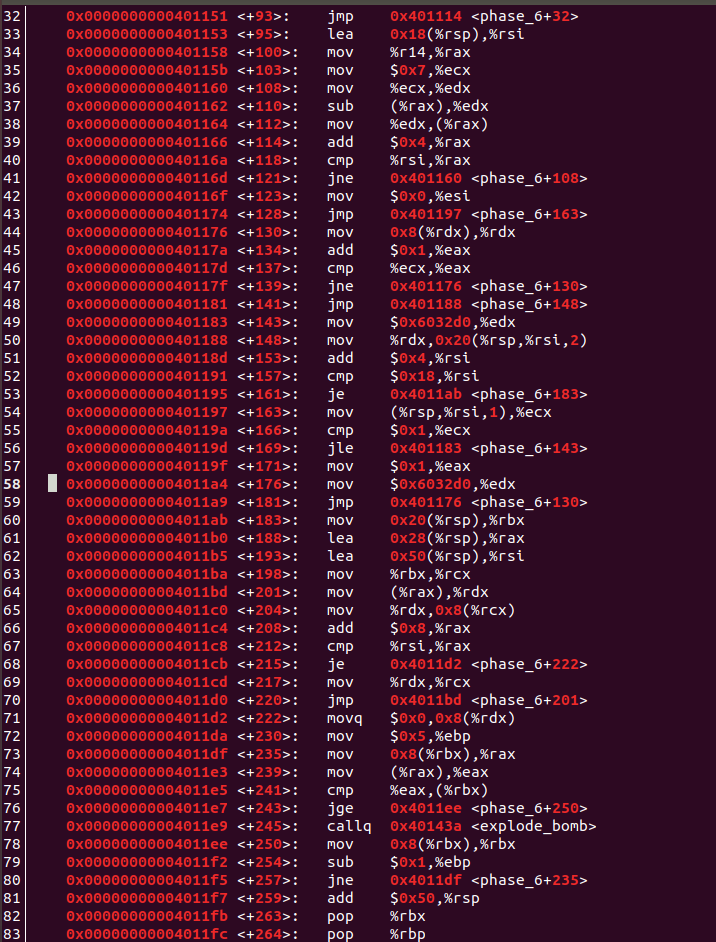 32 0x0000000000401151 <+93>: jmp 0x401114 <phase_6+32>
33 0x0000000000401153 <+95>: lea 0x18(%rsp),%rsi
34 0x0000000000401158 <+100>: mov %r14,%rax
35 0x000000000040115b <+103>: mov $0x7,%ecx
36 0x0000000000401160 <+108>: mov %ecx,%edx
37 0x0000000000401162 <+110>: sub (%rax),%edx
38 0x0000000000401164 <+112>: mov %edx,(%rax)
39 0x0000000000401166 <+114>: add $0x4,%rax
40 0x000000000040116a <+118>: cmp %rsi,%rax
41 0x000000000040116d <+121>: jne 0x401160 <phase_6+108>
42 0x000000000040116f <+123>: mov $0x0,%esi
43 0x0000000000401174 <+128>: jmp 0x401197 <phase_6+163>
44 0x0000000000401176 <+130>: mov 0x8(%rdx),%rdx
45 0x000000000040117a <+134>: add $0x1,%eax
46 0x000000000040117d <+137>: cmp %ecx,%eax
47 0x000000000040117f <+139>: jne 0x401176 <phase_6+130>
48 0x0000000000401181 <+141>: jmp 0x401188 <phase_6+148>
49 0x0000000000401183 <+143>: mov $0x6032d0,%edx
50 0x0000000000401188 <+148>: mov %rdx,0x20(%rsp,%rsi,2)
51 0x000000000040118d <+153>: add $0x4,%rsi
52 0x0000000000401191 <+157>: cmp $0x18,%rsi
53 0x0000000000401195 <+161>: je 0x4011ab <phase_6+183>
54 0x0000000000401197 <+163>: mov (%rsp,%rsi,1),%ecx
55 0x000000000040119a <+166>: cmp $0x1,%ecx
56 0x000000000040119d <+169>: jle 0x401183 <phase_6+143>
57 0x000000000040119f <+171>: mov $0x1,%eax
58 0x00000000004011a4 <+176>: mov $0x6032d0,%edx
59 0x00000000004011a9 <+181>: jmp 0x401176 <phase_6+130>
60 0x00000000004011ab <+183>: mov 0x20(%rsp),%rbx
61 0x00000000004011b0 <+188>: lea 0x28(%rsp),%rax
62 0x00000000004011b5 <+193>: lea 0x50(%rsp),%rsi
63 0x00000000004011ba <+198>: mov %rbx,%rcx
64 0x00000000004011bd <+201>: mov (%rax),%rdx
65 0x00000000004011c0 <+204>: mov %rdx,0x8(%rcx)
66 0x00000000004011c4 <+208>: add $0x8,%rax
67 0x00000000004011c8 <+212>: cmp %rsi,%rax
68 0x00000000004011cb <+215>: je 0x4011d2 <phase_6+222>
69 0x00000000004011cd <+217>: mov %rdx,%rcx
70 0x00000000004011d0 <+220>: jmp 0x4011bd <phase_6+201>
71 0x00000000004011d2 <+222>: movq $0x0,0x8(%rdx)
72 0x00000000004011da <+230>: mov $0x5,%ebp
73 0x00000000004011df <+235>: mov 0x8(%rbx),%rax
74 0x00000000004011e3 <+239>: mov (%rax),%eax
75 0x00000000004011e5 <+241>: cmp %eax,(%rbx)
76 0x00000000004011e7 <+243>: jge 0x4011ee <phase_6+250>
77 0x00000000004011e9 <+245>: callq 0x40143a <explode_bomb>
78 0x00000000004011ee <+250>: mov 0x8(%rbx),%rbx
79 0x00000000004011f2 <+254>: sub $0x1,%ebp
80 0x00000000004011f5 <+257>: jne 0x4011df <phase_6+235>
81 0x00000000004011f7 <+259>: add $0x50,%rsp
82 0x00000000004011fb <+263>: pop %rbx
83 0x00000000004011fc <+264>: pop %rbp